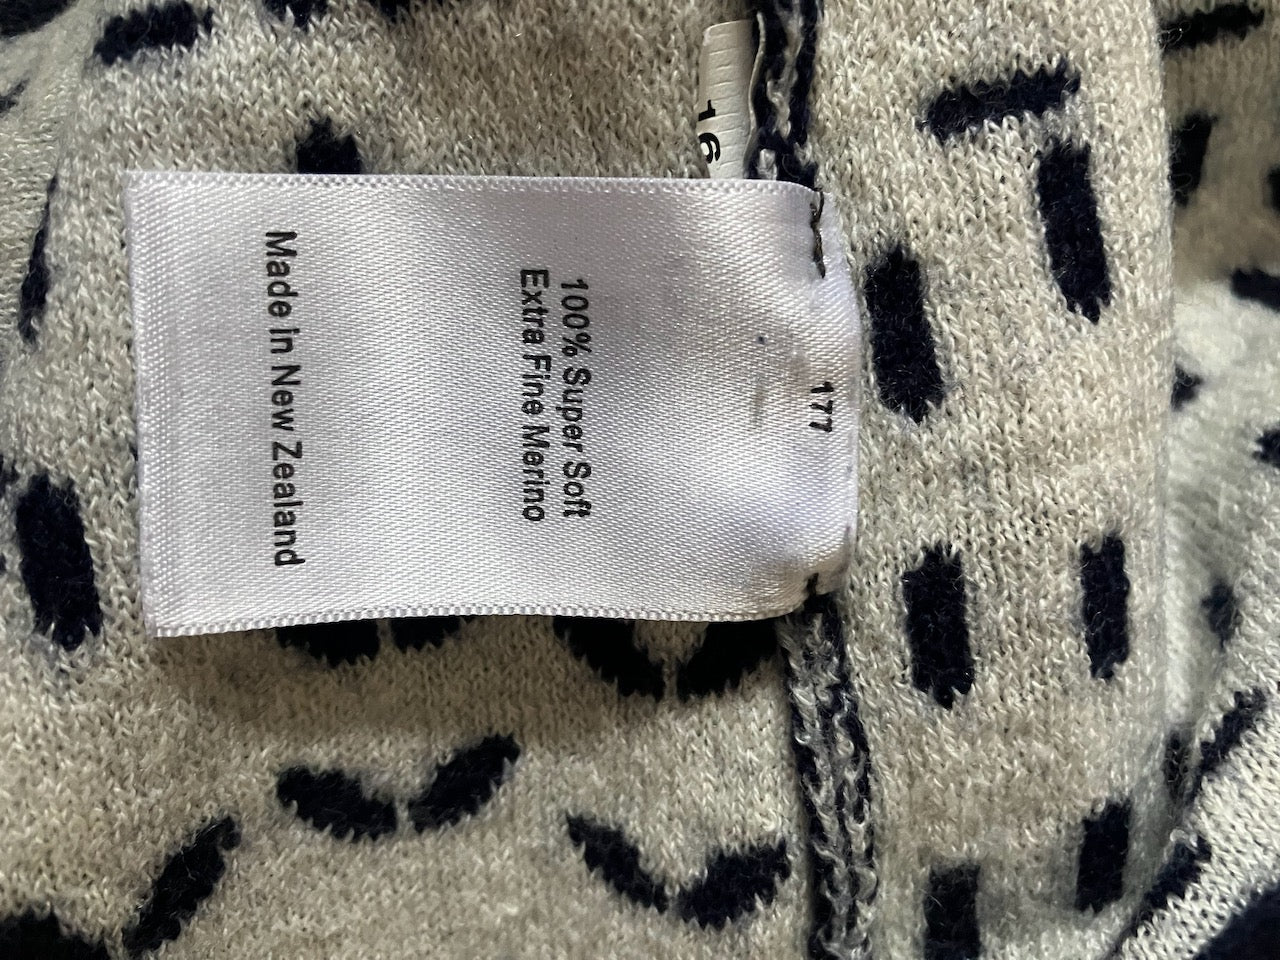 16
177
100% Super Soft
Extra Fine Merino
Made in New Zealand